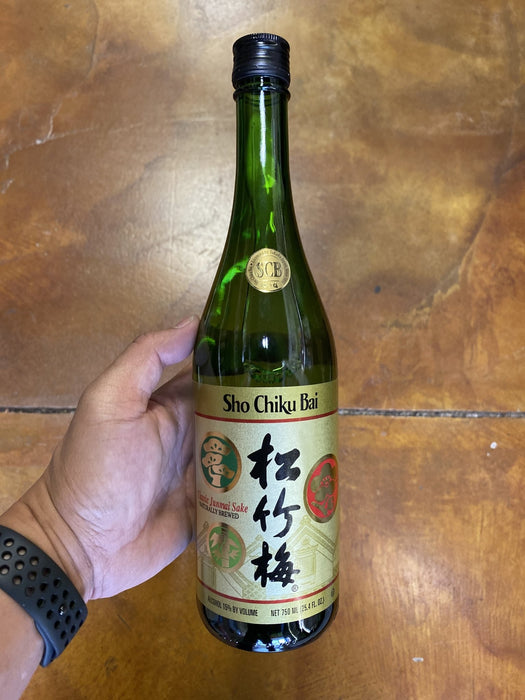 SCB
Sho Chiku Bai
松竹梅
Classic Junmai Sake
NATURALLY BREWED
ALCOHOL 15% BY VOLUME
NET 750 ML (25.4 FL. OZ.)